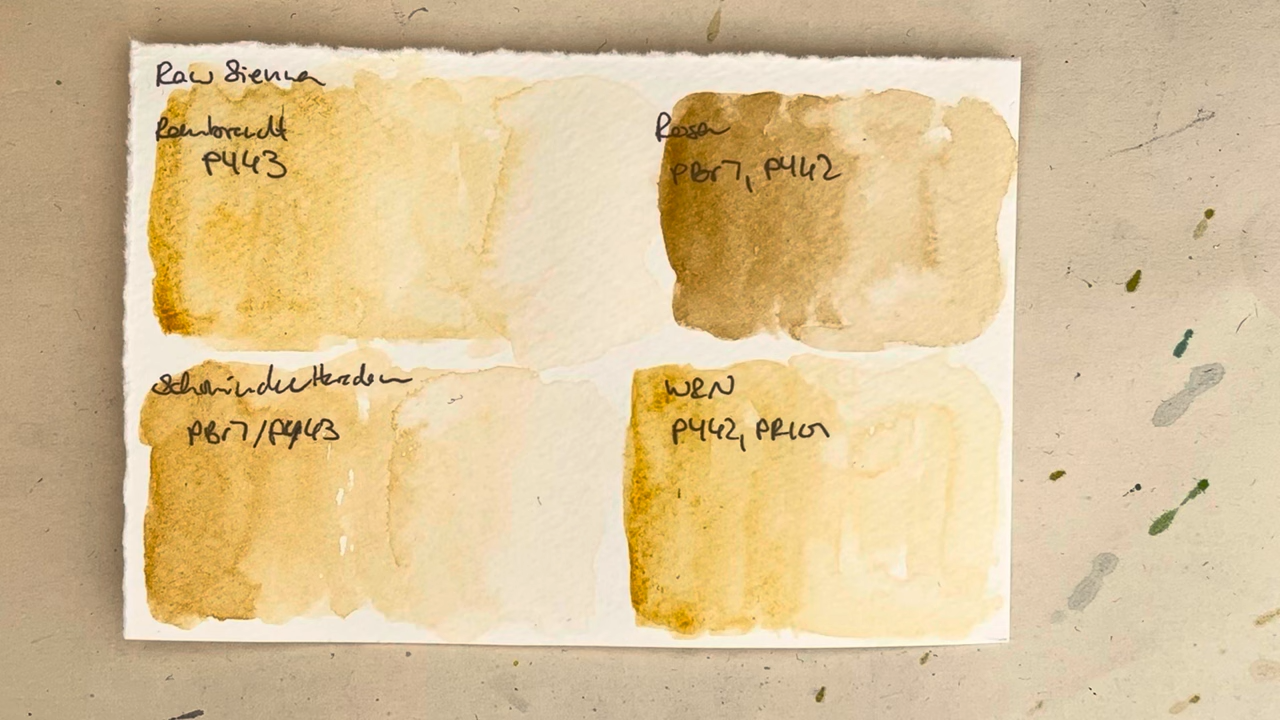 Raw Sienna
Rembrandt
PY43
Rosa
PBr7, PY42
Schmincke Horadam
PBr7/PY43
W&N
PY42, PR101